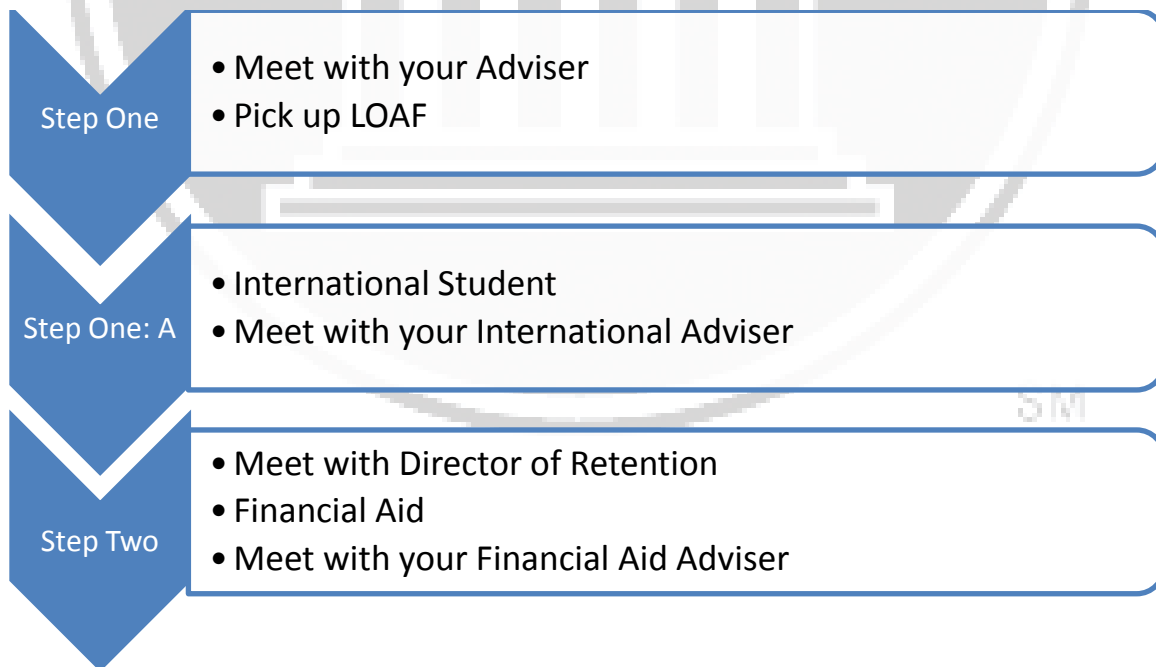 Step One
• Meet with your Adviser
• Pick up LOAF
Step One: A
• International Student
• Meet with your International Adviser
SM
Step Two
• Meet with Director of Retention
• Financial Aid
• Meet with your Financial Aid Adviser